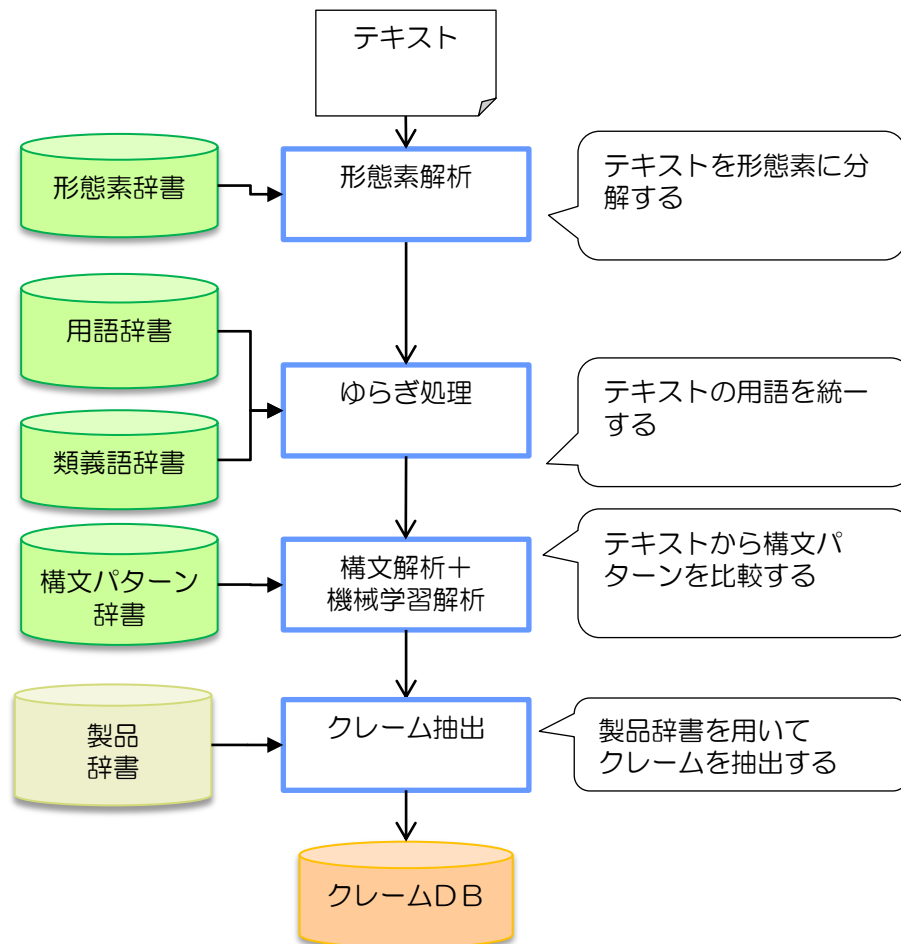 テキスト
形態素辞書
形態素解析
テキストを形態素に分
解する
用語辞書
類義語辞書
ゆらぎ処理
テキストの用語を統一
する
構文パターン
辞書
構文解析＋
機械学習解析
テキストから構文パ
ターンを比較する
製品
辞書
クレーム抽出
製品辞書を用いて
クレームを抽出する
クレームＤＢ